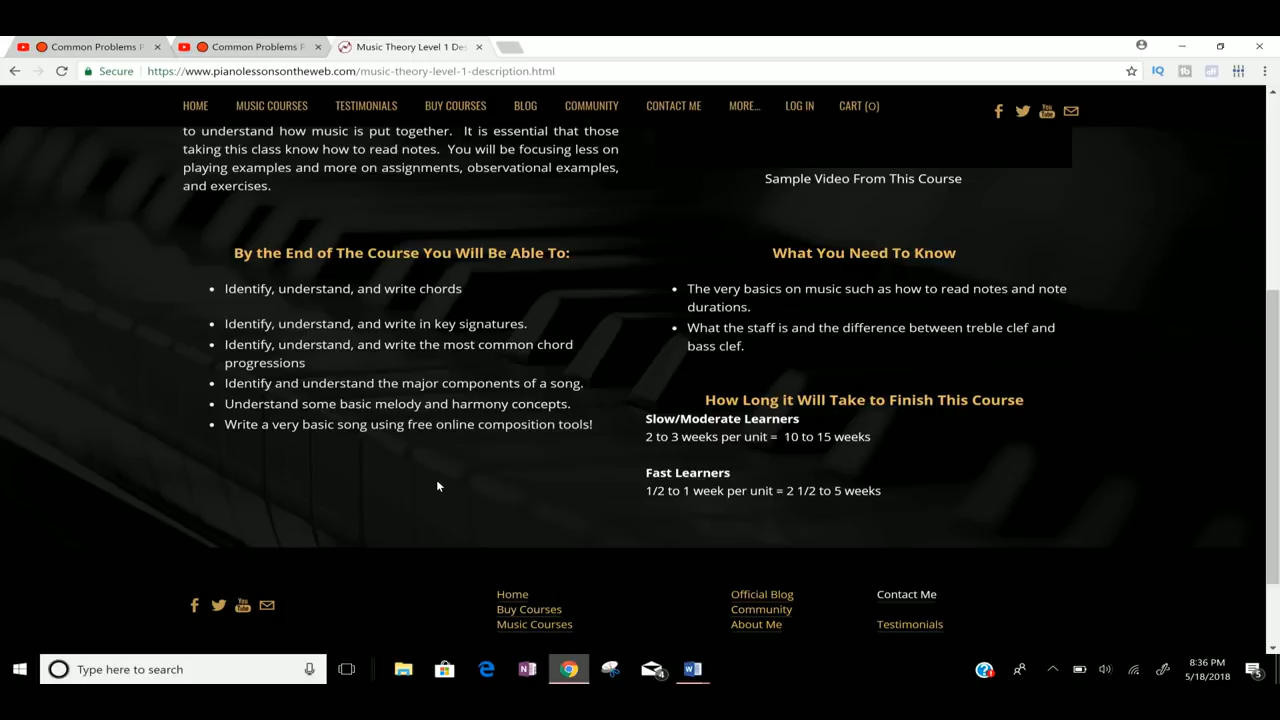 Common Problems P
Common Problems P
Music Theory Level 1 Des
Secure
https://www.pianolessonsontheweb.com/music-theory-level-1-description.html
HOME MUSIC COURSES TESTIMONIALS BUY COURSES BLOG COMMUNITY CONTACT ME MORE... LOG IN CART (0)
to understand how music is put together. It is essential that those
taking this class know how to read notes. You will be focusing less on
playing examples and more on assignments, observational examples,
and exercises.
Sample Video From This Course
By the End of The Course You Will Be Able To:
• Identify, understand, and write chords
• Identify, understand, and write in key signatures.
• Identify, understand, and write the most common chord
progressions
• Identify and understand the major components of a song.
• Understand some basic melody and harmony concepts.
• Write a very basic song using free online composition tools!
What You Need To Know
• The very basics on music such as how to read notes and note
durations.
• What the staff is and the difference between treble clef and
bass clef.
How Long it Will Take to Finish This Course
Slow/Moderate Learners
2 to 3 weeks per unit = 10 to 15 weeks
Fast Learners
1/2 to 1 week per unit = 2 1/2 to 5 weeks
Home
Buy Courses
Music Courses
Official Blog
Community
About Me
Contact Me
Testimonials
Type here to search
8:36 PM
5/18/2018